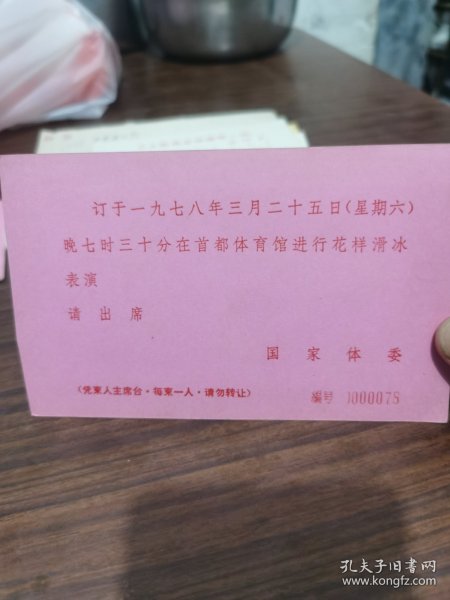 订于一九七八年三月二十五日(星期六)
晚七时三十分在首都体育馆进行花样滑冰
表演
请出席
国家体委
(凭柬人主席台·每柬一人·请勿转让)
编号 0000078
孔夫子旧书网
www.kongfz.com